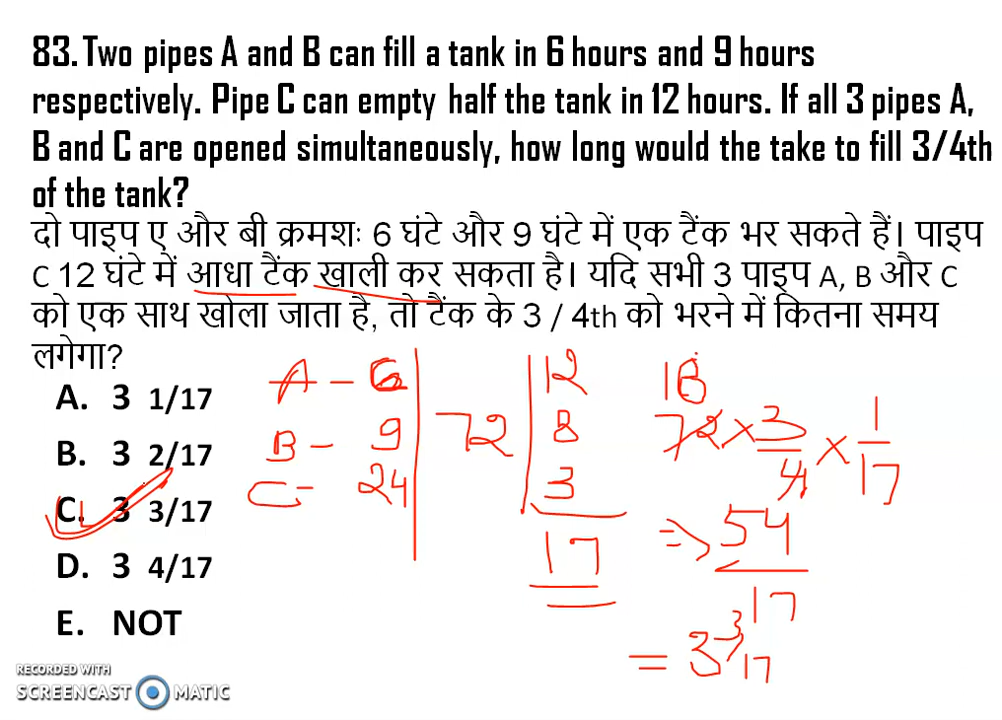 83. Two pipes A and B can fill a tank in 6 hours and 9 hours
respectively. Pipe C can empty half the tank in 12 hours. If all 3 pipes A,
B and C are opened simultaneously, how long would the take to fill 3/4th
of the tank?
दो पाइप ए और बी क्रमशः 6 घंटे और 9 घंटे में एक टैंक भर सकते हैं। पाइप
C 12 घंटे में आधा टैंक खाली कर सकता है। यदि सभी 3 पाइप A, B और C
को एक साथ खोला जाता है, तो टैंक के 3 / 4th को भरने में कितना समय
लगेगा?
A. 3 1/17
B. 3 2/17
C. 3 3/17
D. 3 4/17
E. NOT
A - 6
B - 9
C - 24
72
12
8
3
17
18
72 × 3/4 × 1/17
=> 54/17
= 3 3/17
RECORDED WITH
SCREENCAST MATIC